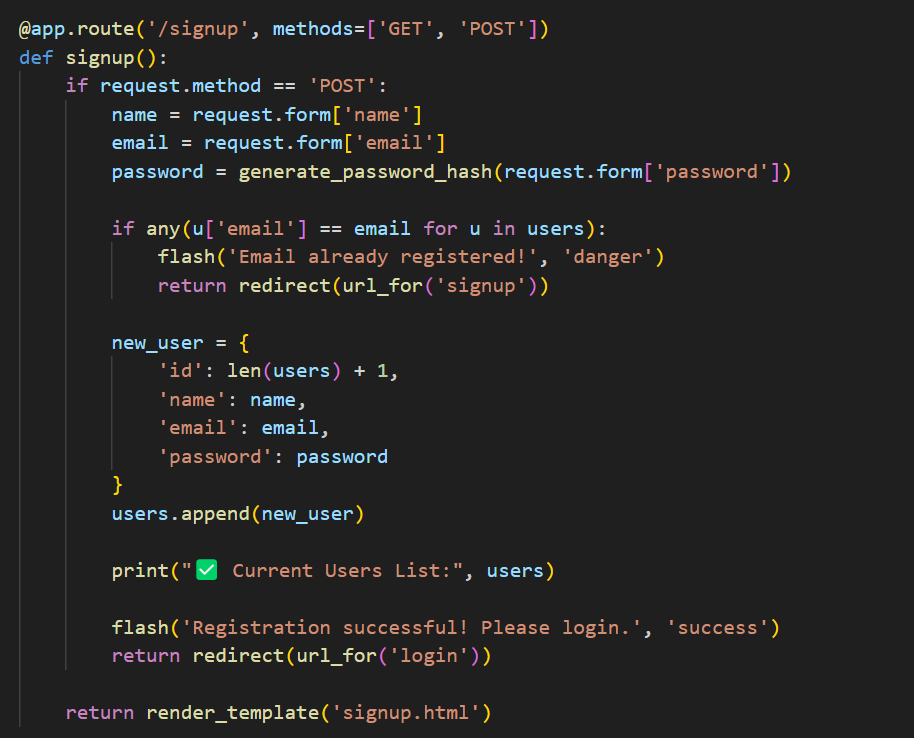 @app.route('/signup', methods=['GET', 'POST'])
def signup():
    if request.method == 'POST':
        name = request.form['name']
        email = request.form['email']
        password = generate_password_hash(request.form['password'])

        if any(u['email'] == email for u in users):
            flash('Email already registered!', 'danger')
            return redirect(url_for('signup'))

        new_user = {
            'id': len(users) + 1,
            'name': name,
            'email': email,
            'password': password
        }
        users.append(new_user)

        print("✅ Current Users List:", users)

        flash('Registration successful! Please login.', 'success')
        return redirect(url_for('login'))

    return render_template('signup.html')